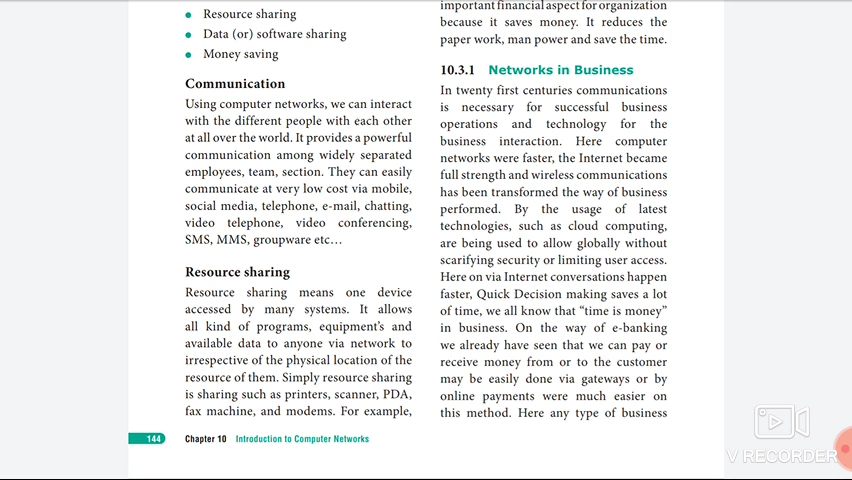 Resource sharing
Data (or) software sharing
Money saving
Communication
Using computer networks, we can interact
with the different people with each other
at all over the world. It provides a powerful
communication among widely separated
employees, team, section. They can easily
communicate at very low cost via mobile,
social media, telephone, e-mail, chatting,
video telephone, video conferencing,
SMS, MMS, groupware etc…
Resource sharing
Resource sharing means one device
accessed by many systems. It allows
all kind of programs, equipment's and
available data to anyone via network to
irrespective of the physical location of the
resource of them. Simply resource sharing
is sharing such as printers, scanner, PDA,
fax machine, and modems. For example,
important financial aspect for organization
because it saves money. It reduces the
paper work, man power and save the time.
10.3.1 Networks in Business
In twenty first centuries communications
is necessary for successful business
operations and technology for the
business interaction. Here computer
networks were faster, the Internet became
full strength and wireless communications
has been transformed the way of business
performed. By the usage of latest
technologies, such as cloud computing,
are being used to allow globally without
scarifying security or limiting user access.
Here on via Internet conversations happen
faster, Quick Decision making saves a lot
of time, we all know that "time is money"
in business. On the way of e-banking
we already have seen that we can pay or
receive money from or to the customer
may be easily done via gateways or by
online payments were much easier on
this method. Here any type of business
144 Chapter 10 Introduction to Computer Networks
V RECORDER